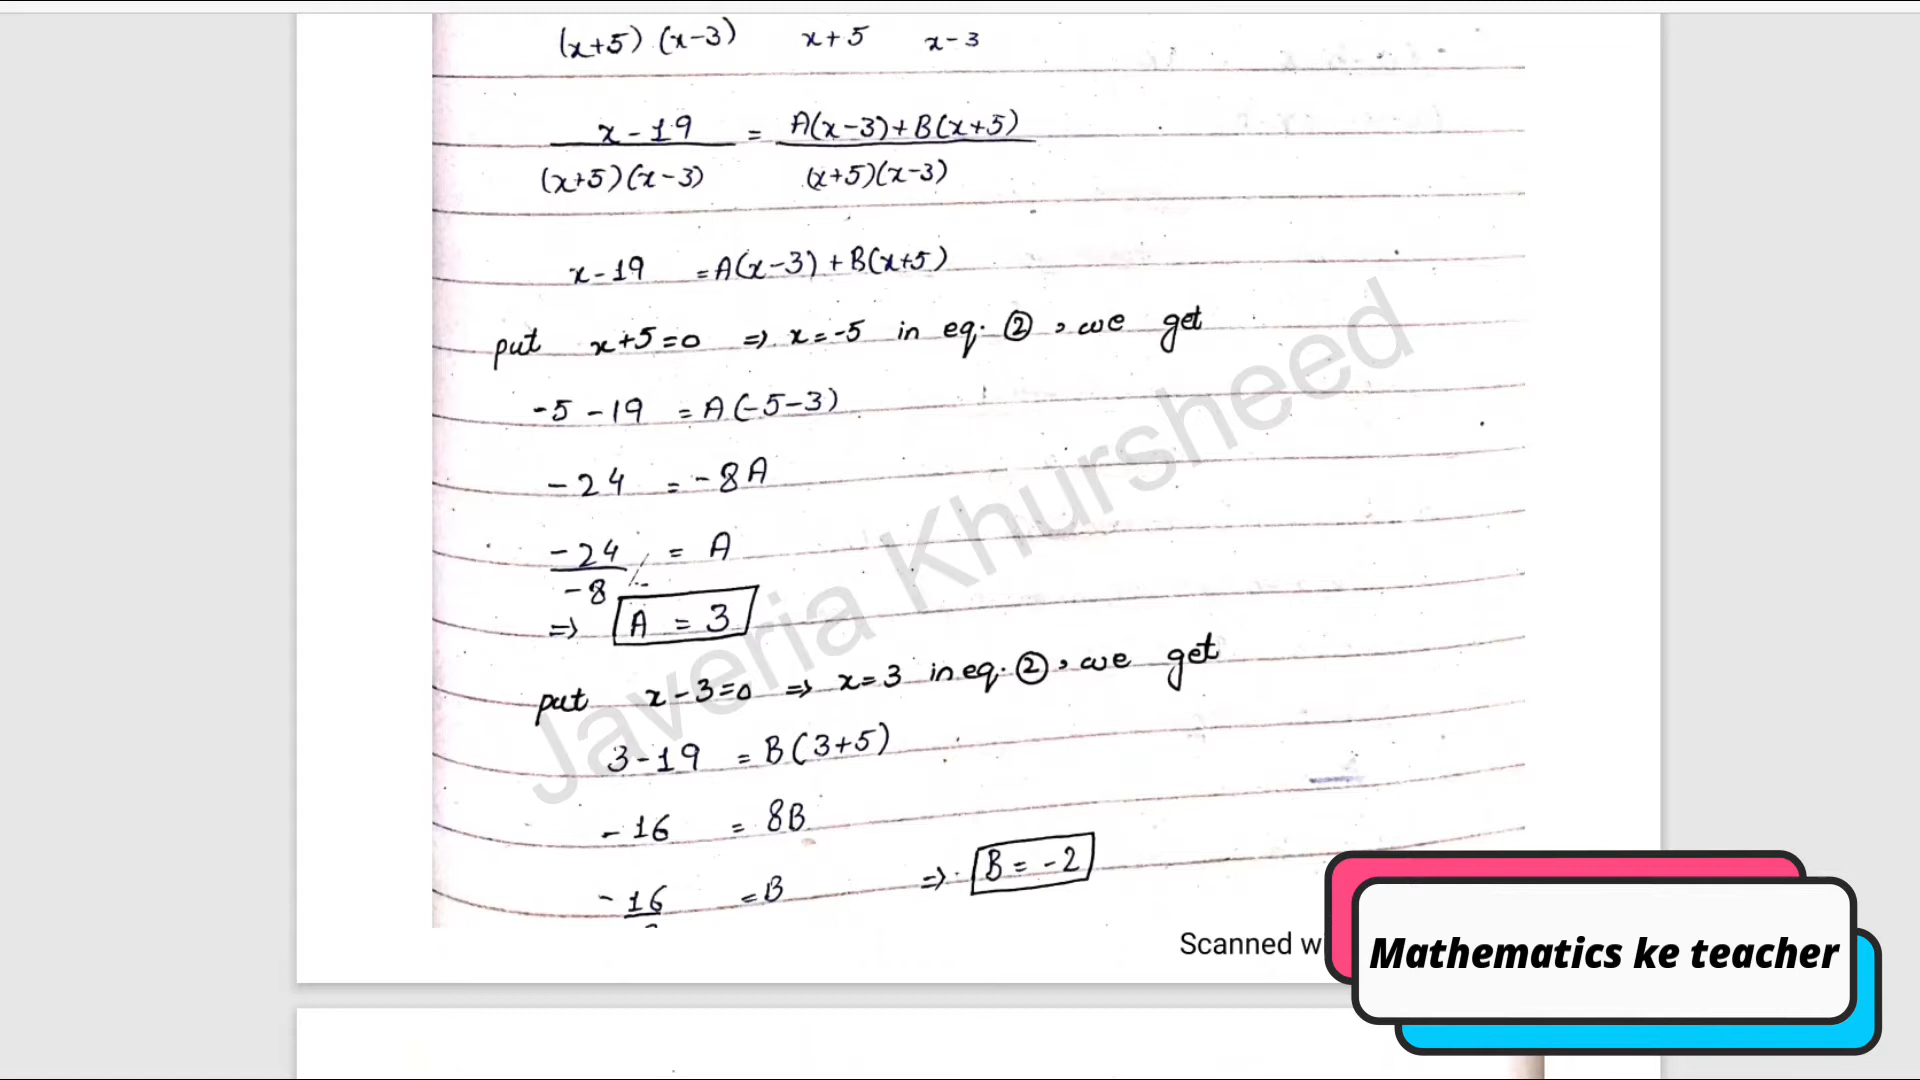 (x+5) (x-3) x+5 x-3
x-19 = A(x-3)+B(x+5)
(x+5)(x-3) (x+5)(x-3)
x-19 = A(x-3)+B(x+5)
put x+5=0 ⇒ x=-5 in eq. ②, we get
-5-19 = A(-5-3)
-24 = -8A
-24 = A
-8
⇒ A = 3
put x-3=0 ⇒ x=3 in eq. ②, we get
3-19 = B(3+5)
-16 = 8B
-16 = B ⇒ B = -2
Javeria Khursheed
Scanned w
Mathematics ke teacher